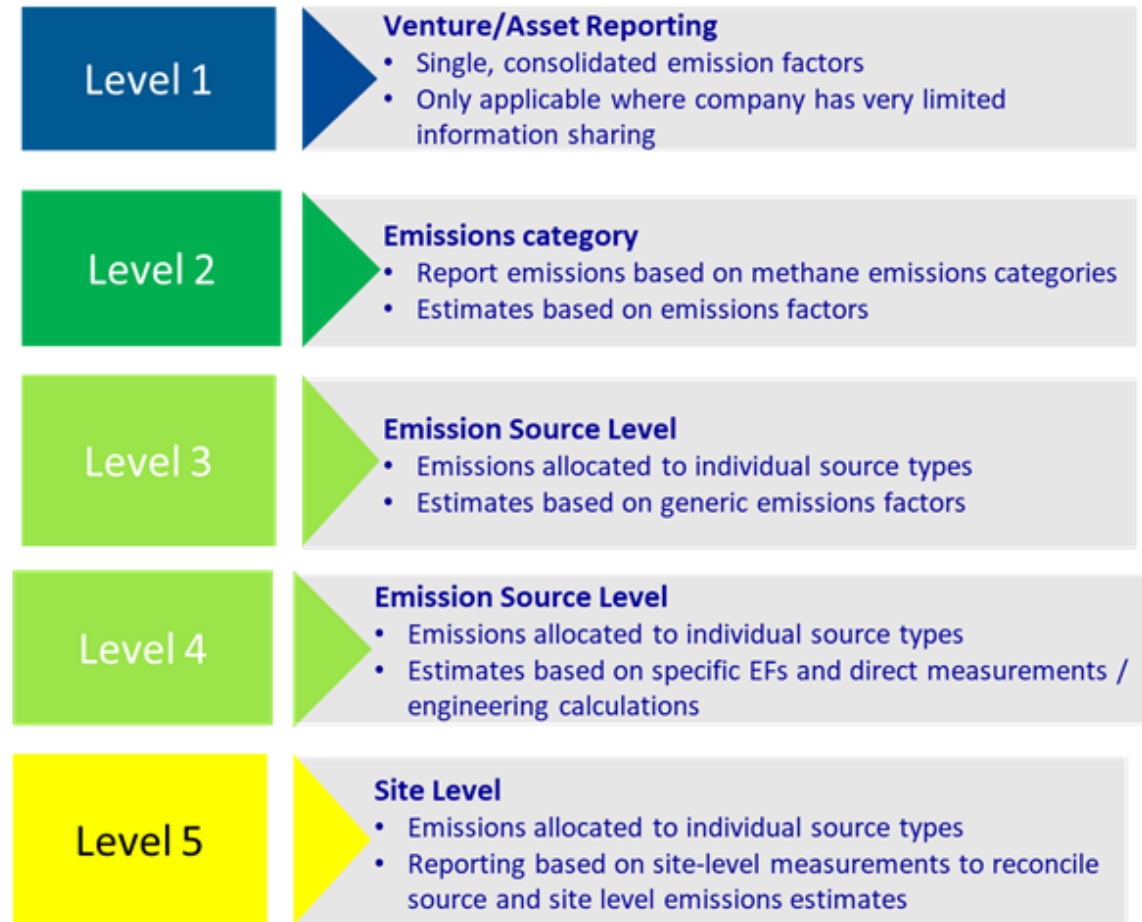 Level 1
Venture/Asset Reporting
• Single, consolidated emission factors
• Only applicable where company has very limited
information sharing
Level 2
Emissions category
• Report emissions based on methane emissions categories
• Estimates based on emissions factors
Level 3
Emission Source Level
• Emissions allocated to individual source types
• Estimates based on generic emissions factors
Level 4
Emission Source Level
• Emissions allocated to individual source types
• Estimates based on specific EFs and direct measurements /
engineering calculations
Level 5
Site Level
• Emissions allocated to individual source types
• Reporting based on site-level measurements to reconcile
source and site level emissions estimates